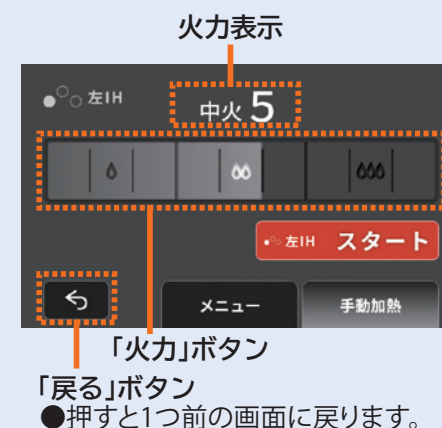 火力表示
左IH
中火 5
左IH スタート
メニュー
手動加熱
「火力」ボタン
「戻る」ボタン
●押すと1つ前の画面に戻ります。